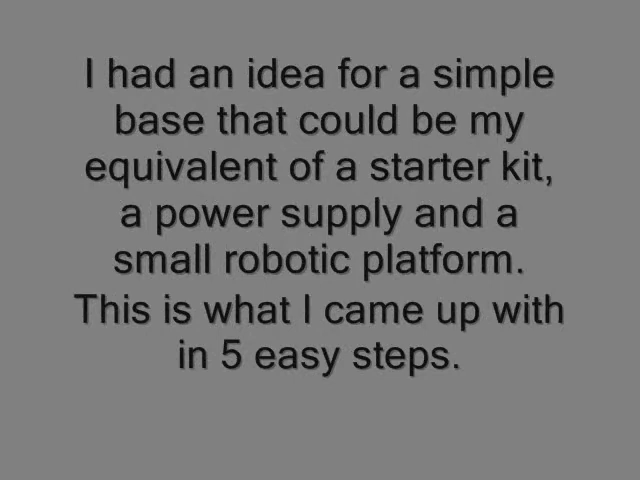 I had an idea for a simple
base that could be my
equivalent of a starter kit,
a power supply and a
small robotic platform.
This is what I came up with
in 5 easy steps.